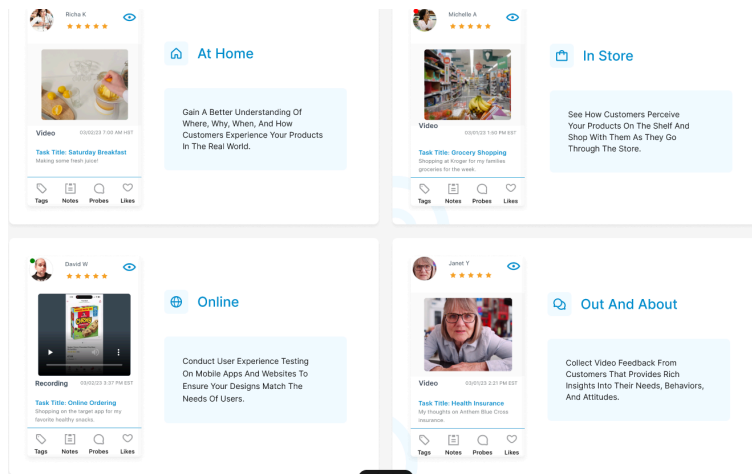 Richa K
At Home
Gain A Better Understanding Of
Where, Why, When, And How
Customers Experience Your Products
In The Real World.
Video 03/02/23 7:00 AM HST
Task Title: Saturday Breakfast
Making some fresh juice!
Tags Notes Probes Likes
Michelle A
In Store
See How Customers Perceive
Your Products On The Shelf And
Shop With Them As They Go
Through The Store.
Video
03/01/23 1:50 PM EST
Task Title: Grocery Shopping
Shopping at Kroger for my families
groceries for the week.
Tags Notes Probes Likes
David W
Online
Conduct User Experience Testing
On Mobile Apps And Websites To
Ensure Your Designs Match The
Needs Of Users.
Recording 03/02/23 3:37 PM EST
Task Title: Online Ordering
Shopping on the target app for my
favorite healthy snacks.
Tags Notes Probes Likes
Janet Y
Out And About
Collect Video Feedback From
Customers That Provides Rich
Insights Into Their Needs, Behaviors,
And Attitudes.
Video 03/01/23 2:21 PM EST
Task Title: Health Insurance
My thoughts on Anthem Blue Cross
insurance.
Tags Notes Probes Likes